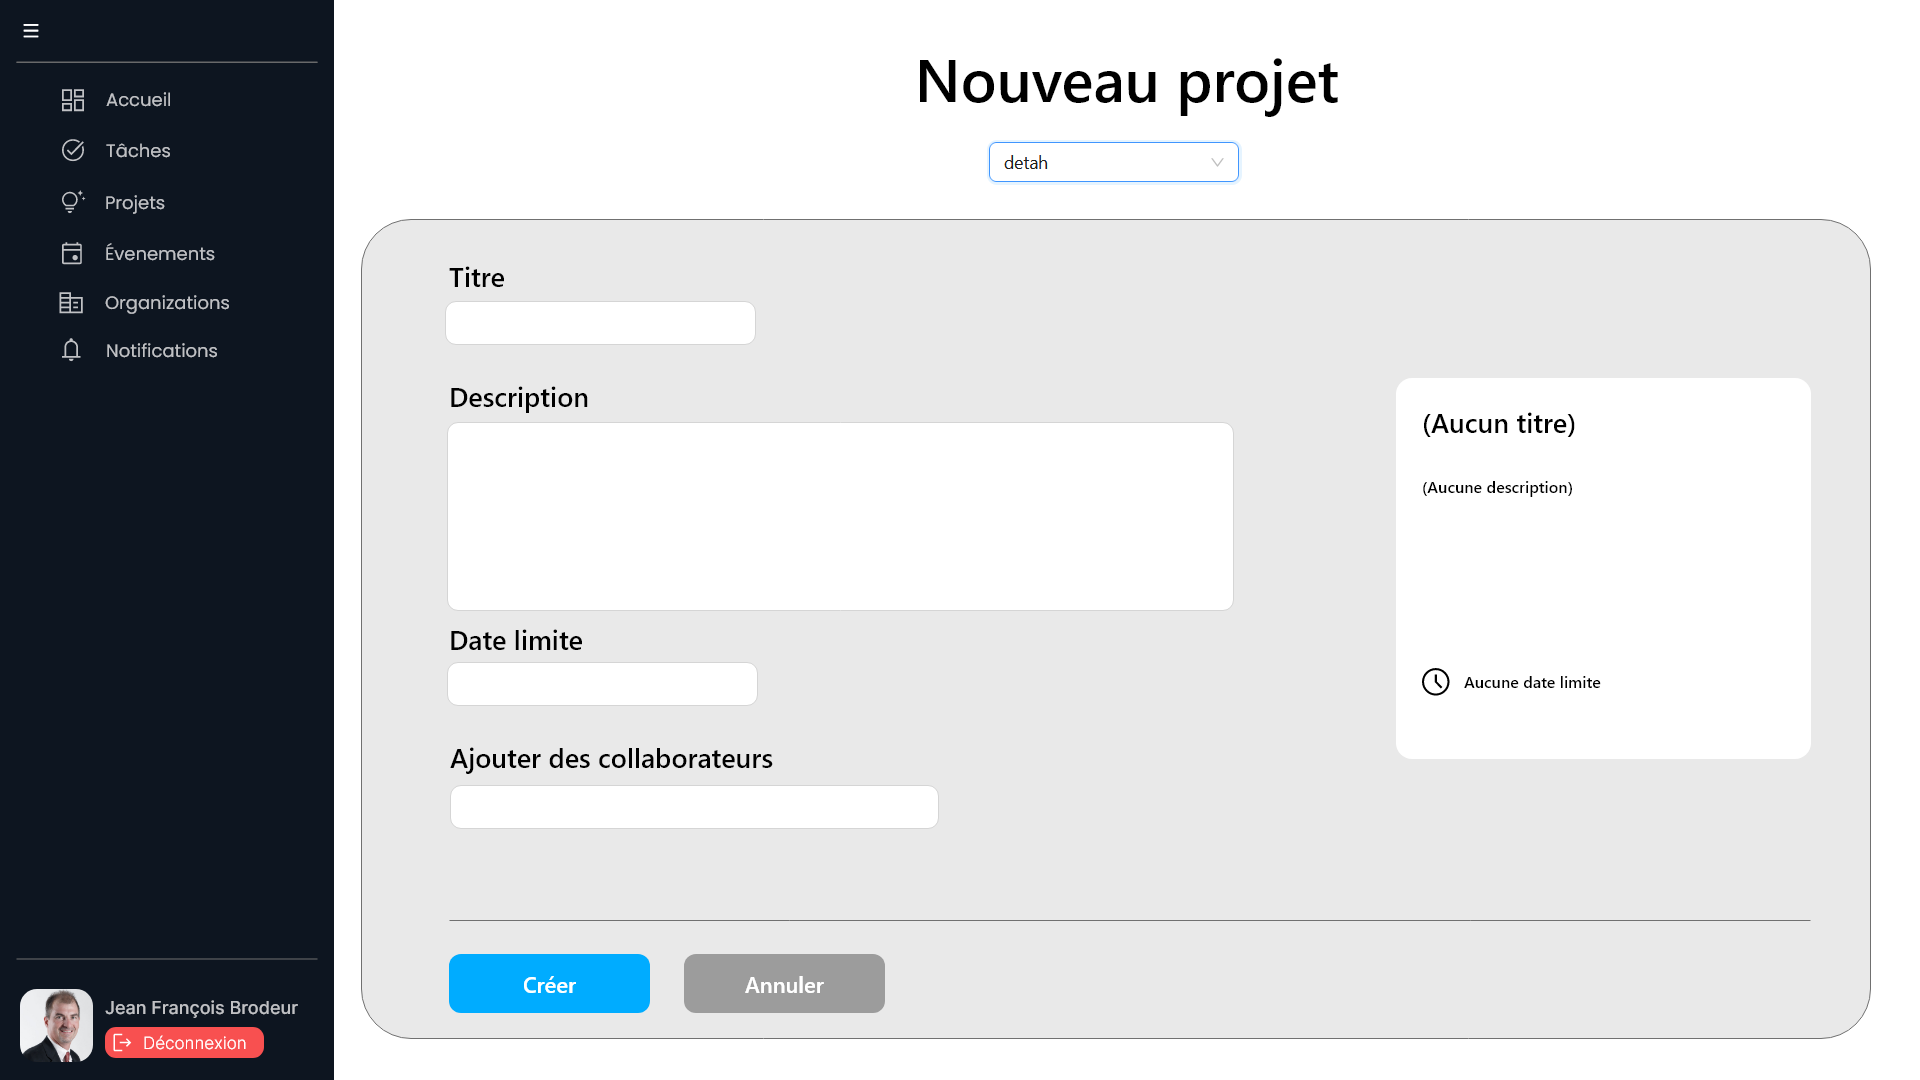 Accueil
Tâches
Projets
Évenements
Organizations
Notifications
Jean François Brodeur
Déconnexion
Nouveau projet
detah
Titre
Description
Date limite
Ajouter des collaborateurs
(Aucun titre)
(Aucune description)
Aucune date limite
Créer
Annuler